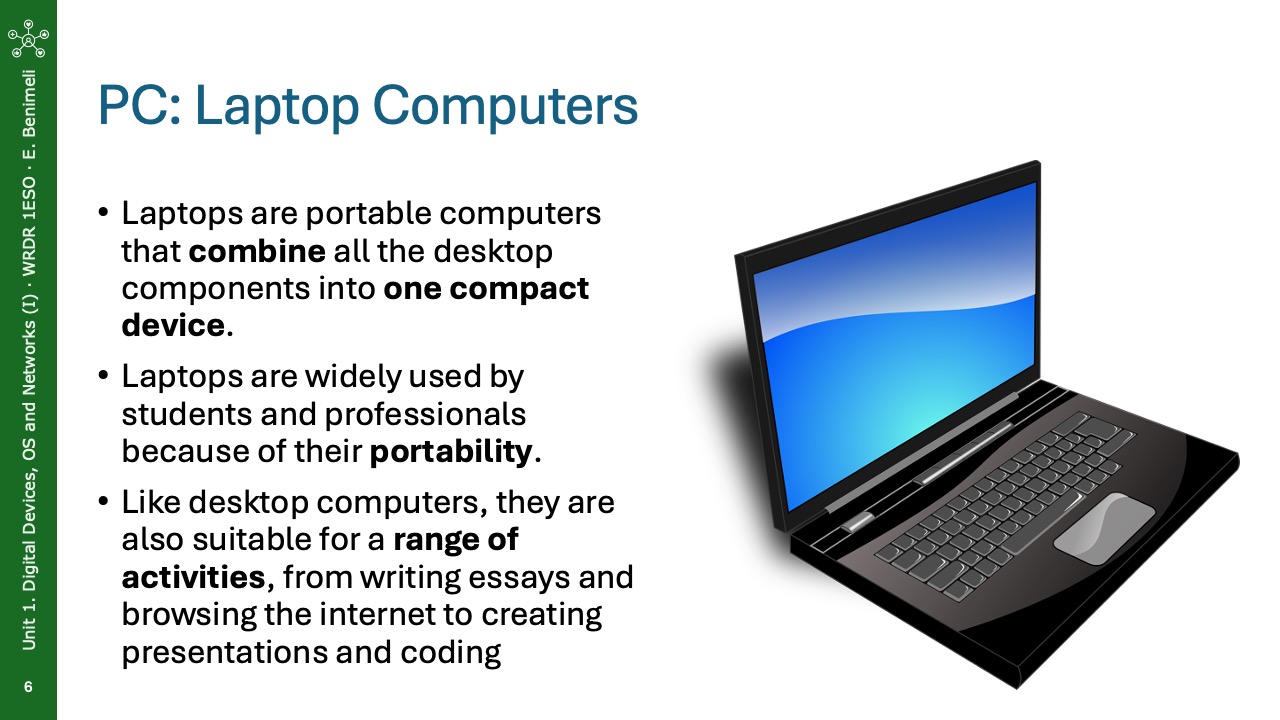 PC: Laptop Computers
• Laptops are portable computers
that combine all the desktop
components into one compact
device.
• Laptops are widely used by
students and professionals
because of their portability.
• Like desktop computers, they are
also suitable for a range of
activities, from writing essays and
browsing the internet to creating
presentations and coding
Unit 1. Digital Devices, OS and Networks (I) · WRDR 1ESO · E. Benimeli
6